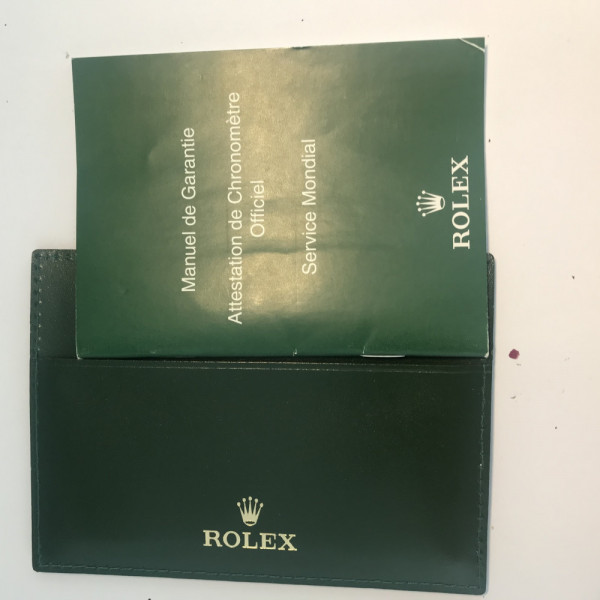 Manuel de Garantie
Attestation de Chronomètre
Officiel
Service Mondial
ROLEX
ROLEX